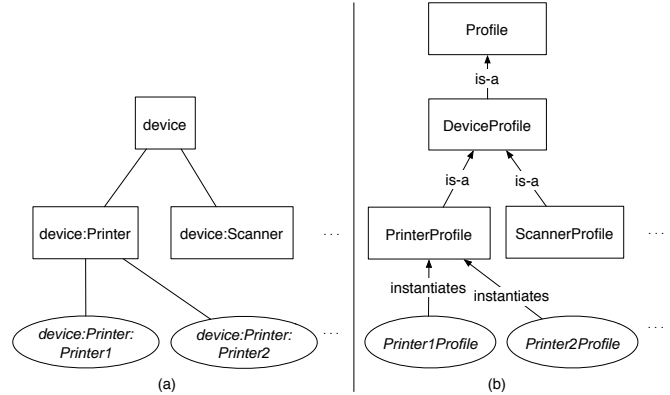 device
device:Printer
device:Scanner
. . .
device:Printer:
Printer1
device:Printer:
Printer2
. . .
(a)
Profile
is-a
DeviceProfile
is-a
is-a
PrinterProfile
ScannerProfile
. . .
instantiates
instantiates
Printer1Profile
Printer2Profile
. . .
(b)